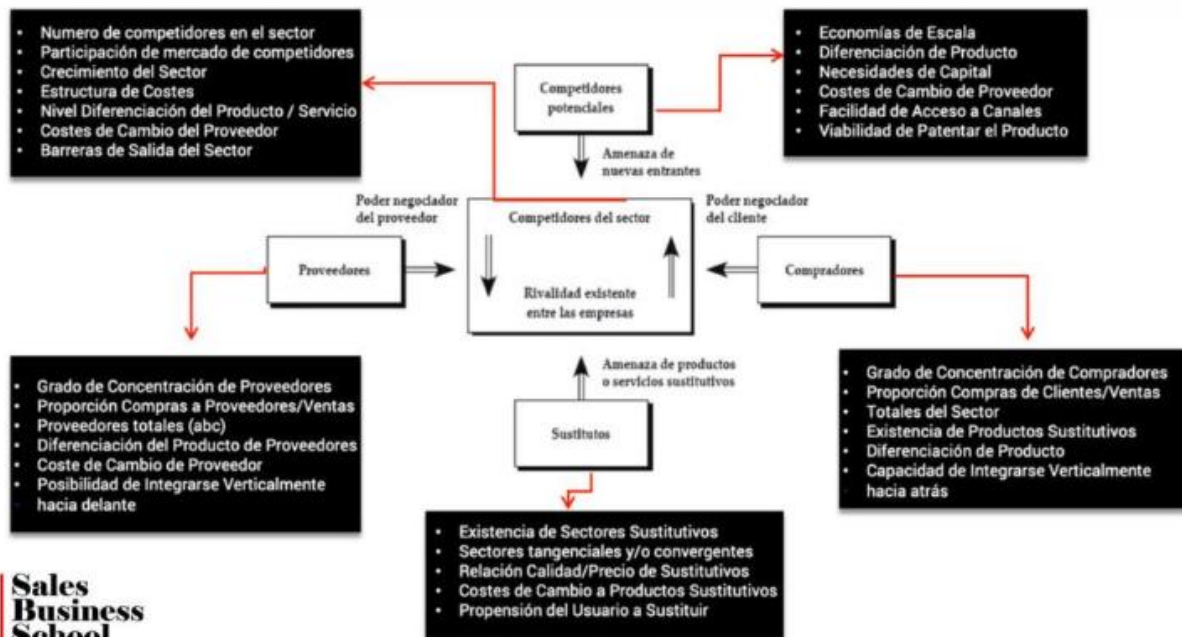 Numero de competidores en el sector
Participación de mercado de competidores
Crecimiento del Sector
Estructura de Costes
Nivel Diferenciación del Producto / Servicio
Costes de Cambio del Proveedor
Barreras de Salida del Sector
Competidores
potenciales
Economías de Escala
Diferenciación de Producto
Necesidades de Capital
Costes de Cambio de Proveedor
Facilidad de Acceso a Canales
Viabilidad de Patentar el Producto
Amenaza de
nuevas entrantes
Poder negociador
del proveedor
Competidores del sector
Poder negociador
del cliente
Proveedores
Rivalidad existente
entre las empresas
Compradores
Grado de Concentración de Proveedores
Proporción Compras a Proveedores/Ventas
Proveedores totales (abc)
Diferenciación del Producto de Proveedores
Coste de Cambio de Proveedor
Posibilidad de Integrarse Verticalmente
hacia delante
Amenaza de productos
o servicios sustitutivos
Sustitutos
Grado de Concentración de Compradores
Proporción Compras de Clientes/Ventas
Totales del Sector
Existencia de Productos Sustitutivos
Diferenciación de Producto
Capacidad de Integrarse Verticalmente
hacia atrás
Existencia de Sectores Sustitutivos
Sectores tangenciales y/o convergentes
Relación Calidad/Precio de Sustitutivos
Costes de Cambio a Productos Sustitutivos
Propensión del Usuario a Sustituir
Sales
Business
School